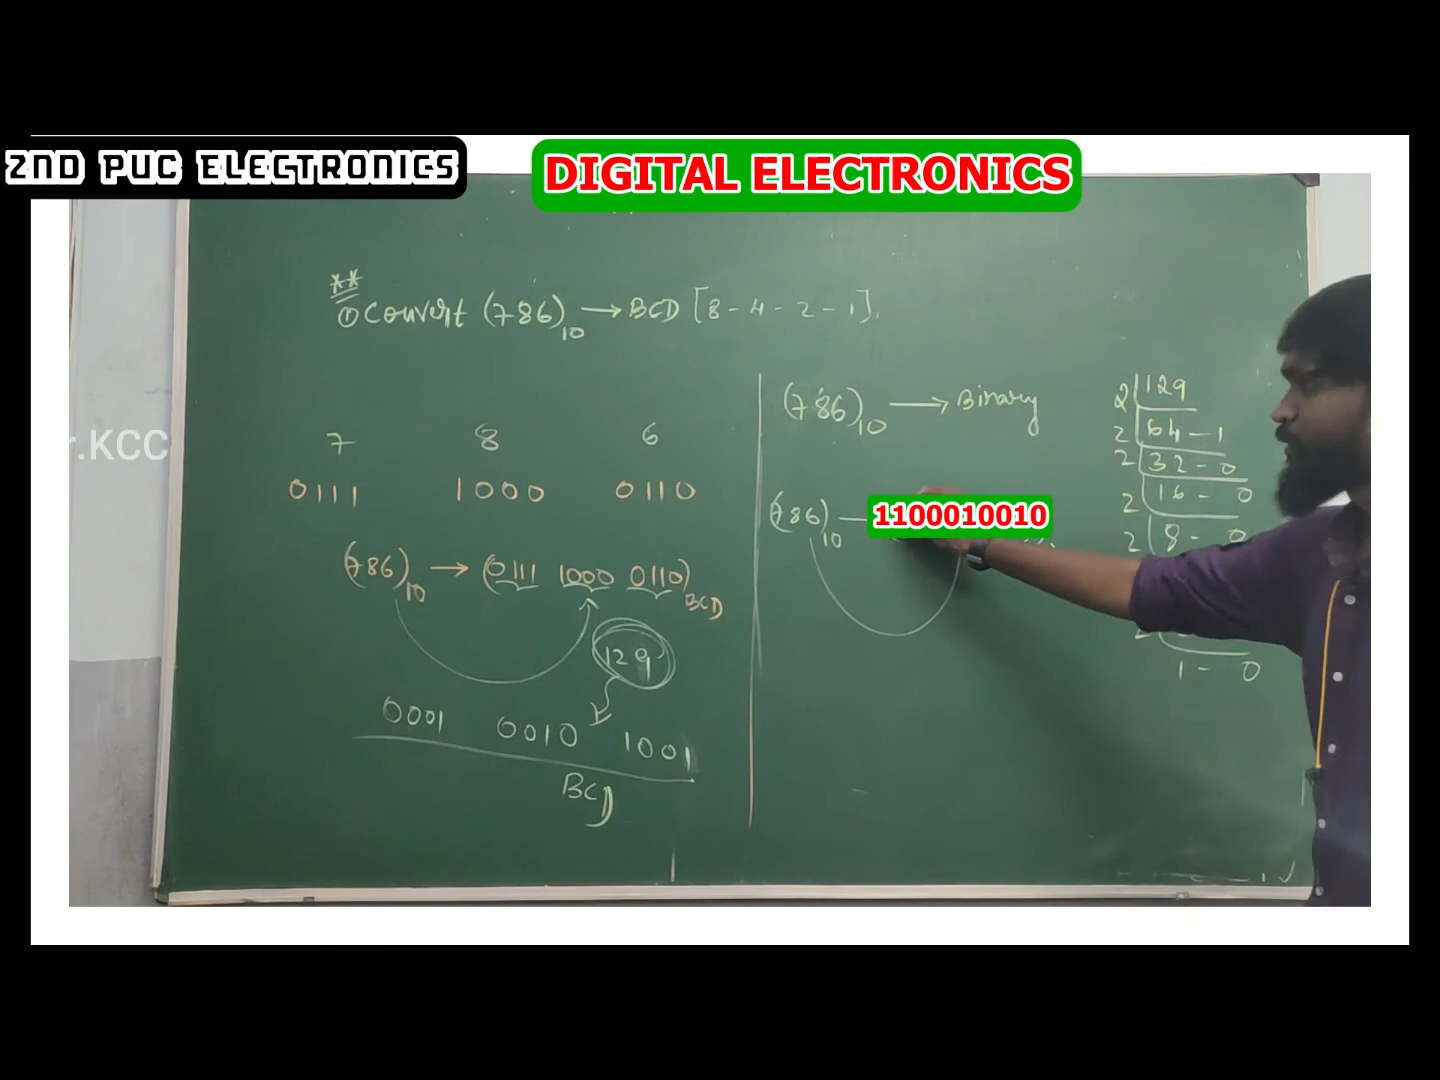 2ND PUC ELECTRONICS
DIGITAL ELECTRONICS
**
① Convert (786)10 → BCD [8-4-2-1].
r.KCC
7 8 6
0111 1000 0110
(786)10 → (0111 1000 0110)BCD
129
0001 0010 1001
BCD
(786)10 → Binary
(786)10 — 1100010010
2 129
2 64 - 1
2 32 - 0
2 16 - 0
2 8 - 0
1 - 0